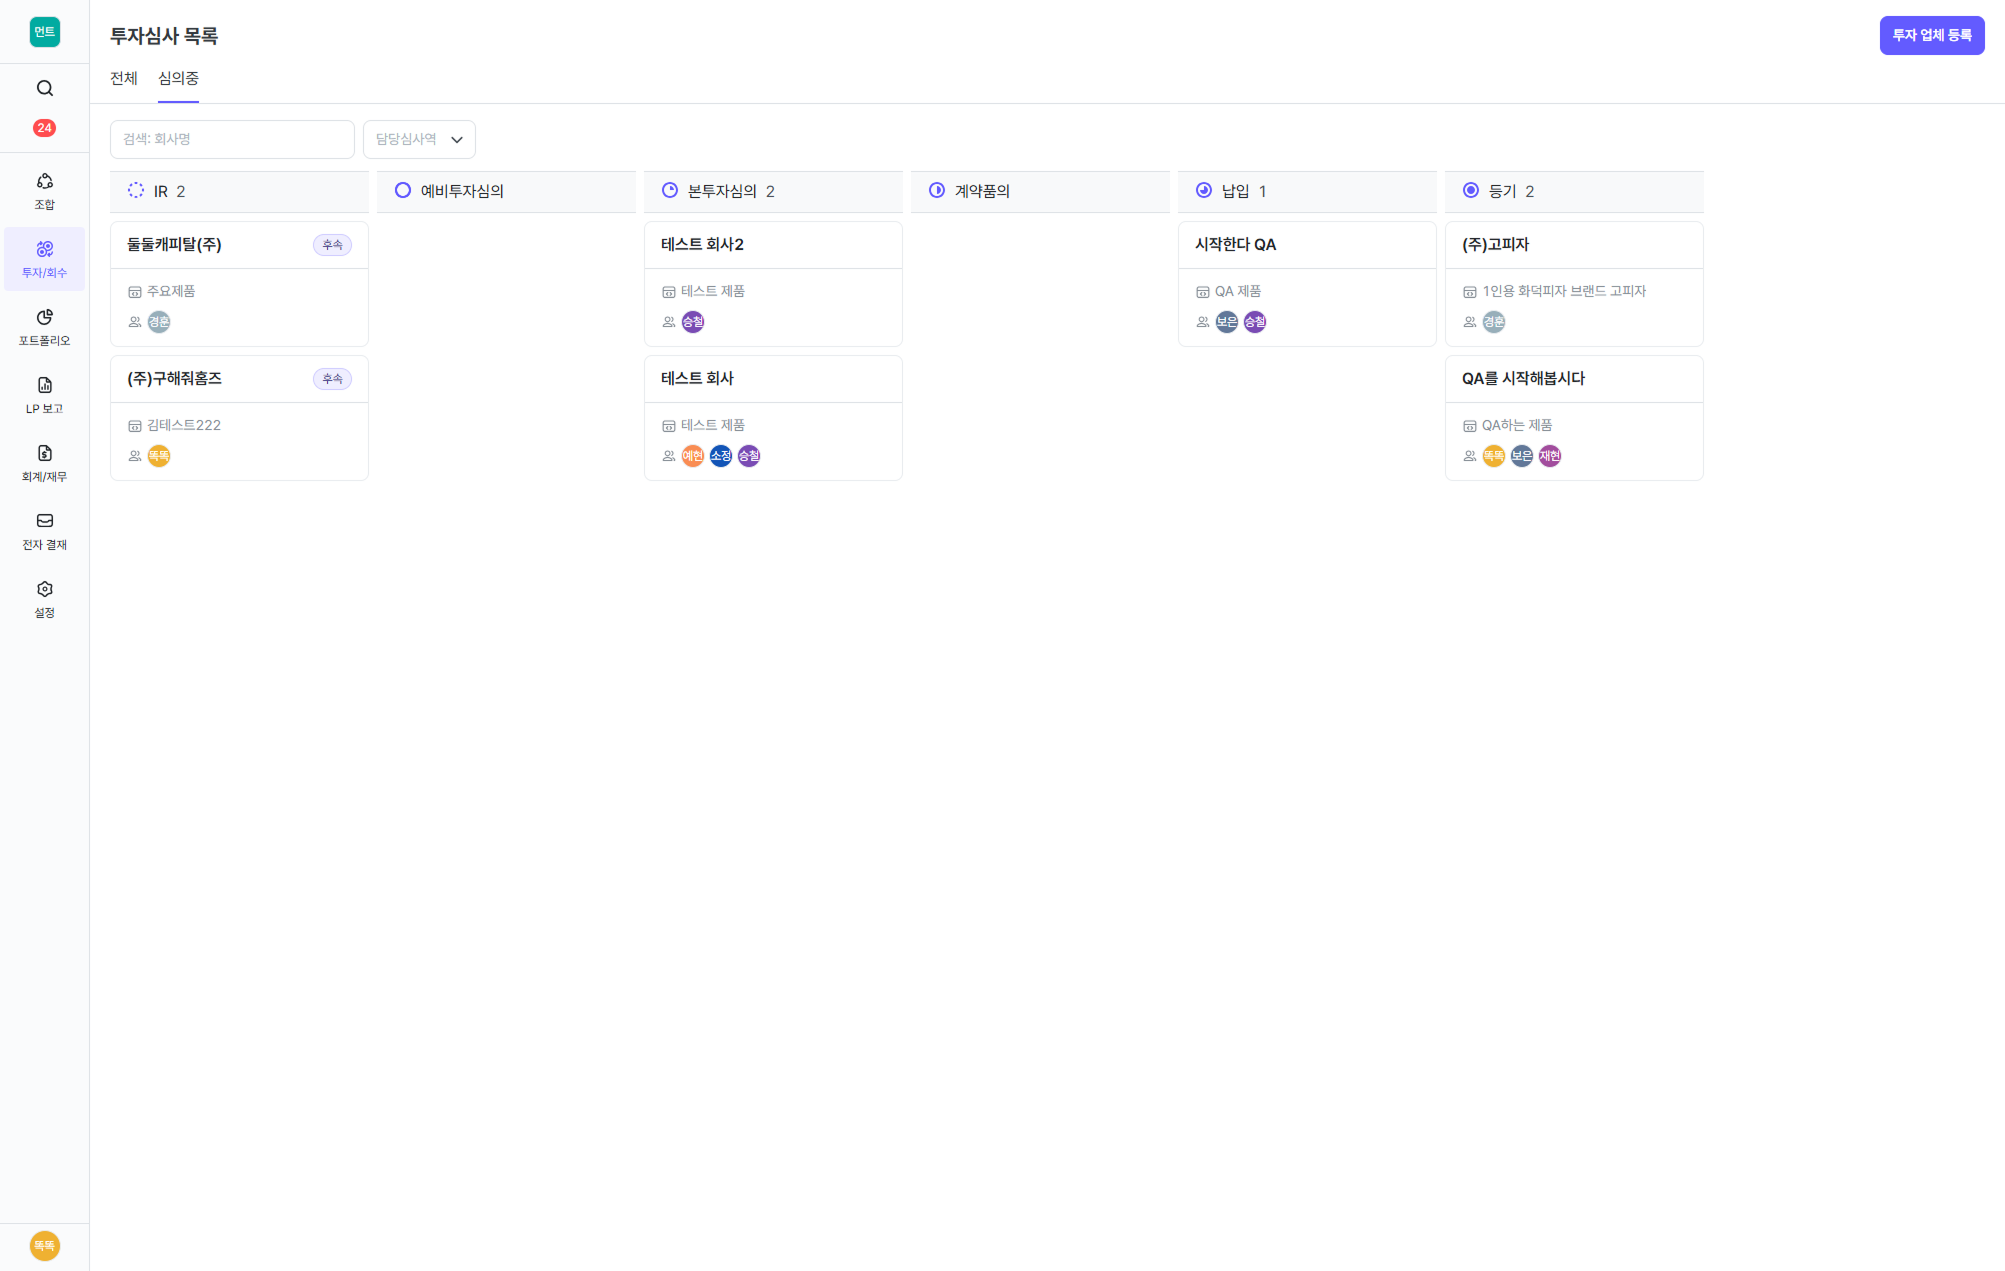 먼트
24
조합
투자/회수
포트폴리오
LP 보고
회계/재무
전자 결재
설정
똑똑
투자심사 목록
투자 업체 등록
전체 심의중
검색: 회사명
담당심사역
IR 2
둘둘캐피탈(주) 후속
주요제품
경훈
(주)구해줘홈즈 후속
김테스트222
똑똑
예비투자심의
본투자심의 2
테스트 회사2
테스트 제품
승철
테스트 회사
테스트 제품
예현 소정 승철
계약품의
납입 1
시작한다 QA
QA 제품
보은 승철
등기 2
(주)고피자
1인용 화덕피자 브랜드 고피자
경훈
QA를 시작해봅시다
QA하는 제품
똑똑 보은 재현